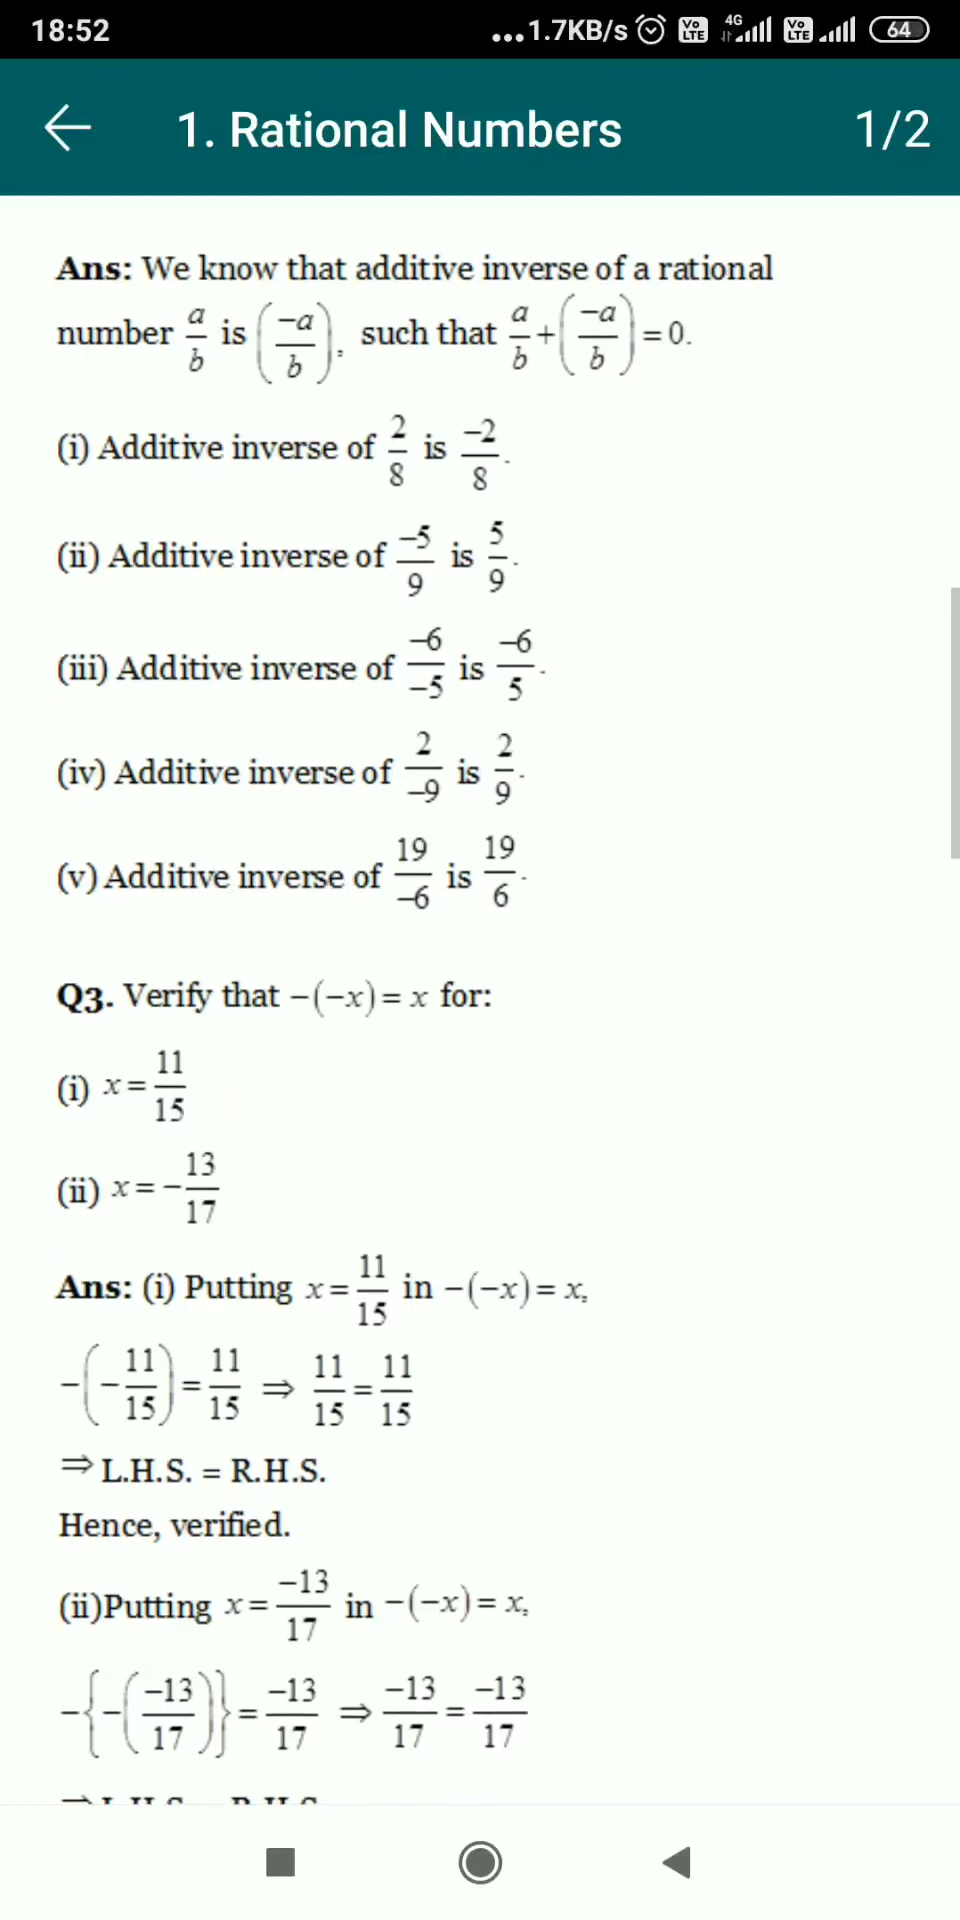 18:52 ...1.7KB/s Vo LTE 4G Vo LTE 64
1. Rational Numbers 1/2
Ans: We know that additive inverse of a rational
number a/b is (-a/b), such that a/b + (-a/b) = 0.
(i) Additive inverse of 2/8 is -2/8.
(ii) Additive inverse of -5/9 is 5/9.
(iii) Additive inverse of -6/-5 is -6/5.
(iv) Additive inverse of 2/-9 is 2/9.
(v) Additive inverse of 19/-6 is 19/6.
Q3. Verify that -(-x) = x for:
(i) x = 11/15
(ii) x = -13/17
Ans: (i) Putting x = 11/15 in -(-x) = x,
-(-11/15) = 11/15 ⇒ 11/15 = 11/15
⇒ L.H.S. = R.H.S.
Hence, verified.
(ii)Putting x = -13/17 in -(-x) = x,
-{-(-13/17)} = -13/17 ⇒ -13/17 = -13/17